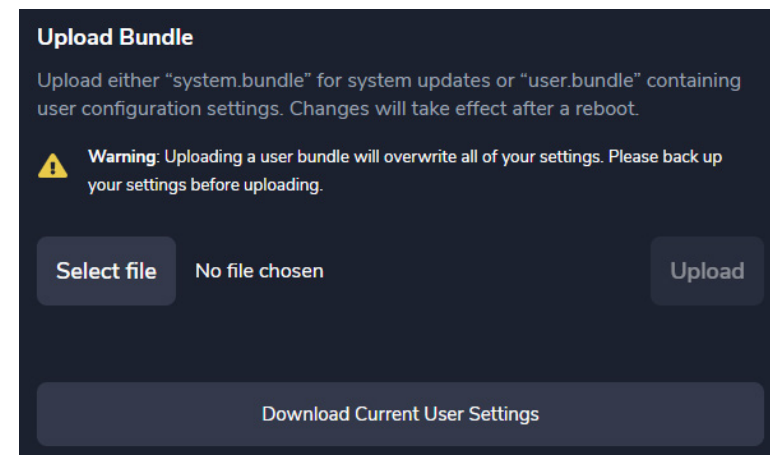 Upload Bundle
Upload either “system.bundle” for system updates or “user.bundle” containing
user configuration settings. Changes will take effect after a reboot.
Warning: Uploading a user bundle will overwrite all of your settings. Please back up
your settings before uploading.
Select file No file chosen Upload
Download Current User Settings